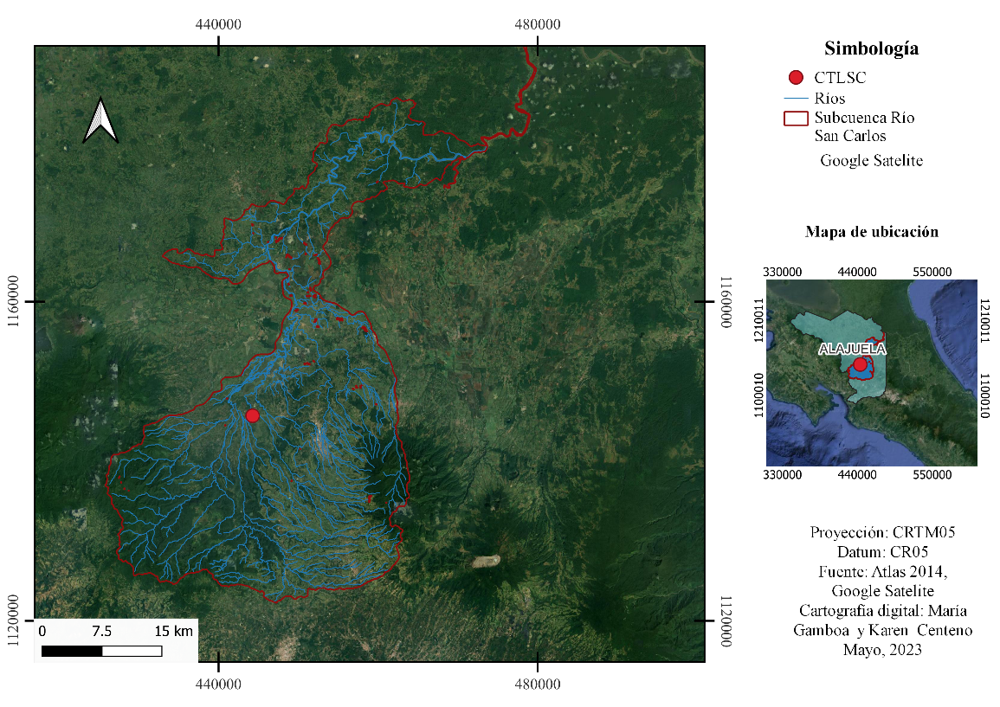 440000
480000
1160000
1120000
1160000
1120000
0 7.5 15 km
440000
480000
Simbología
CTLSC
Ríos
Subcuenca Río
San Carlos
Google Satelite
Mapa de ubicación
330000 440000 550000
1210011
1100010
ALAJUELA
1210011
1100010
330000 440000 550000
Proyección: CRTM05
Datum: CR05
Fuente: Atlas 2014,
Google Satelite
Cartografía digital: María
Gamboa y Karen Centeno
Mayo, 2023